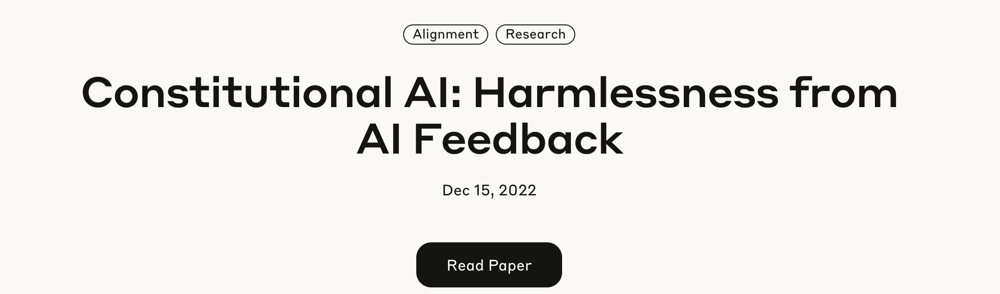 Alignment Research
Constitutional AI: Harmlessness from
AI Feedback
Dec 15, 2022
Read Paper